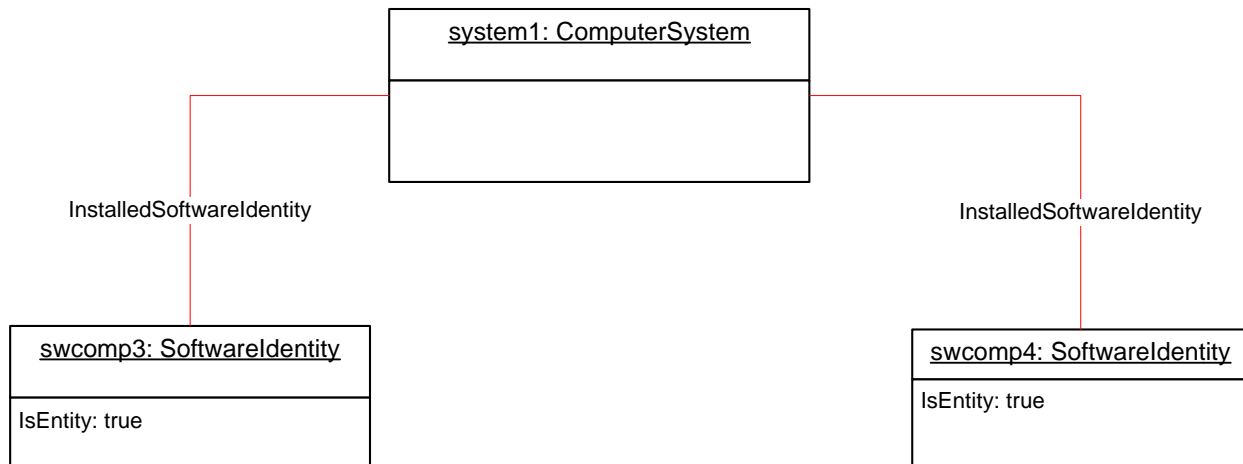 system1: ComputerSystem
InstalledSoftwareIdentity
InstalledSoftwareIdentity
swcomp3: SoftwareIdentity
IsEntity: true
swcomp4: SoftwareIdentity
IsEntity: true